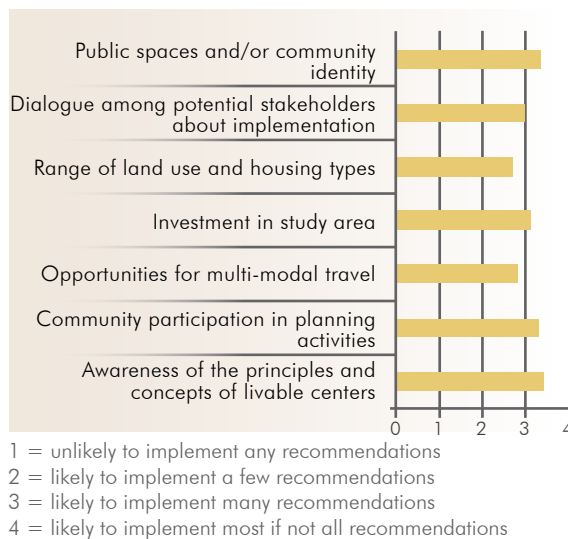 Public spaces and/or community
identity
Dialogue among potential stakeholders
about implementation
Range of land use and housing types
Investment in study area
Opportunities for multi-modal travel
Community participation in planning
activities
Awareness of the principles and
concepts of livable centers
0 1 2 3 4
1 = unlikely to implement any recommendations
2 = likely to implement a few recommendations
3 = likely to implement many recommendations
4 = likely to implement most if not all recommendations